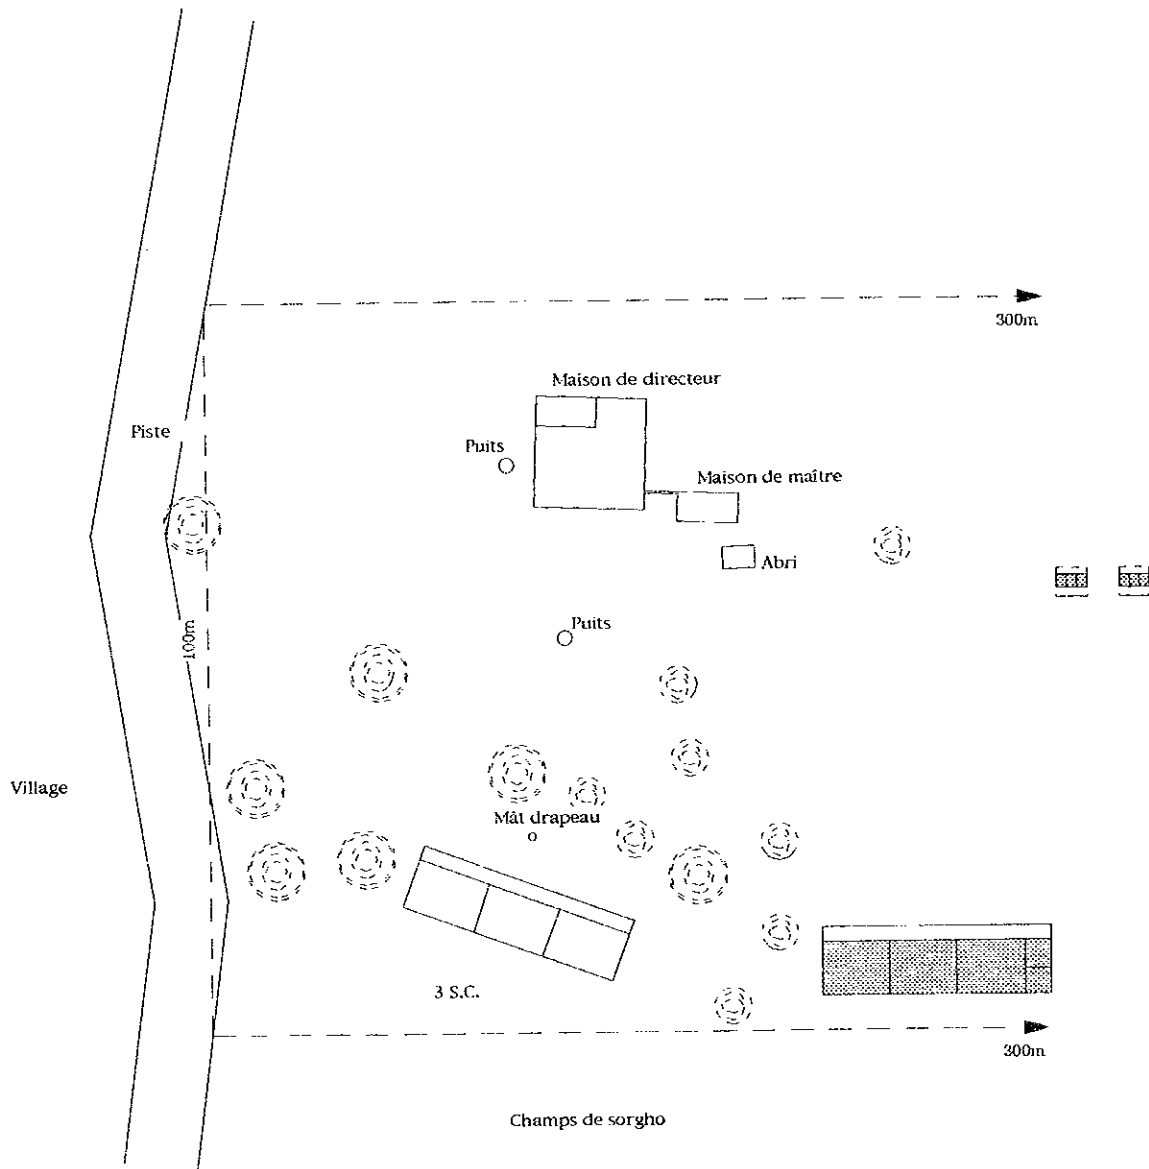 300m
Maison de directeur
Piste
Puits
Maison de maître
Abri
Puits
100m
Village
Mât drapeau
3 S.C.
300m
Champs de sorgho